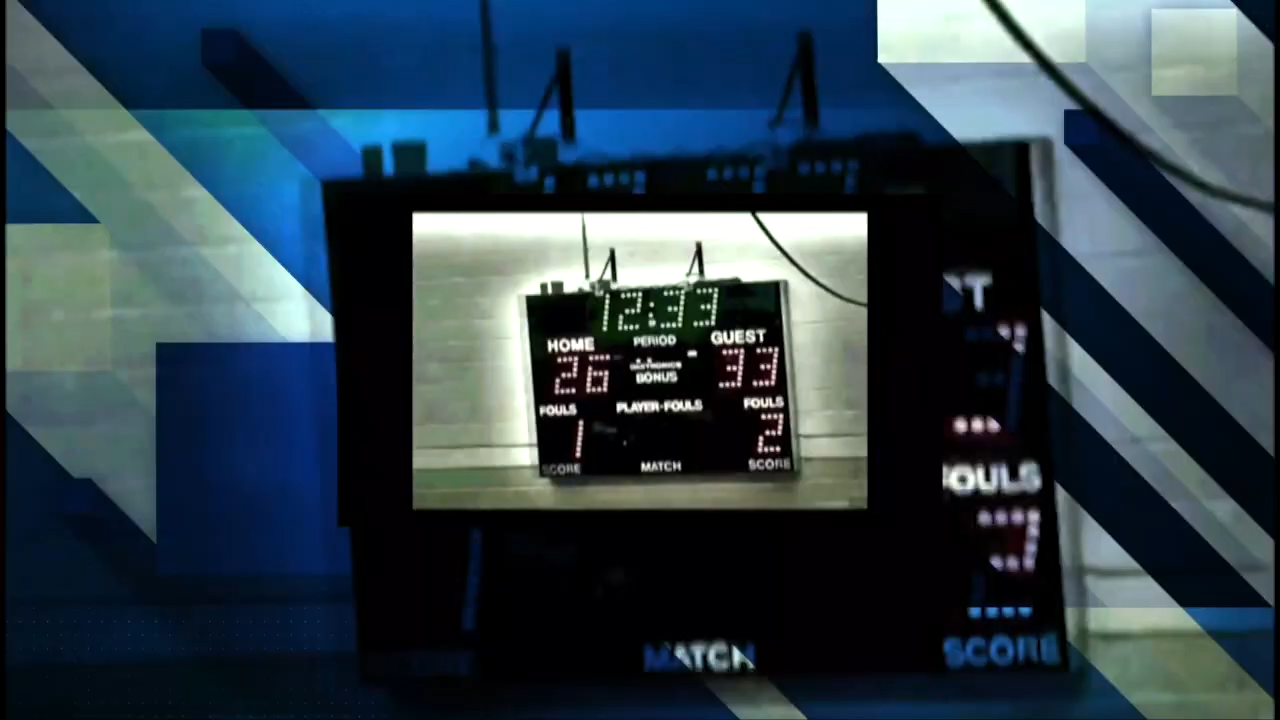 12:33
HOME PERIOD GUEST
26 33
BONUS
FOULS PLAYER-FOULS FOULS
1 2
SCORE MATCH SCORE
FOULS
MATCH SCORE